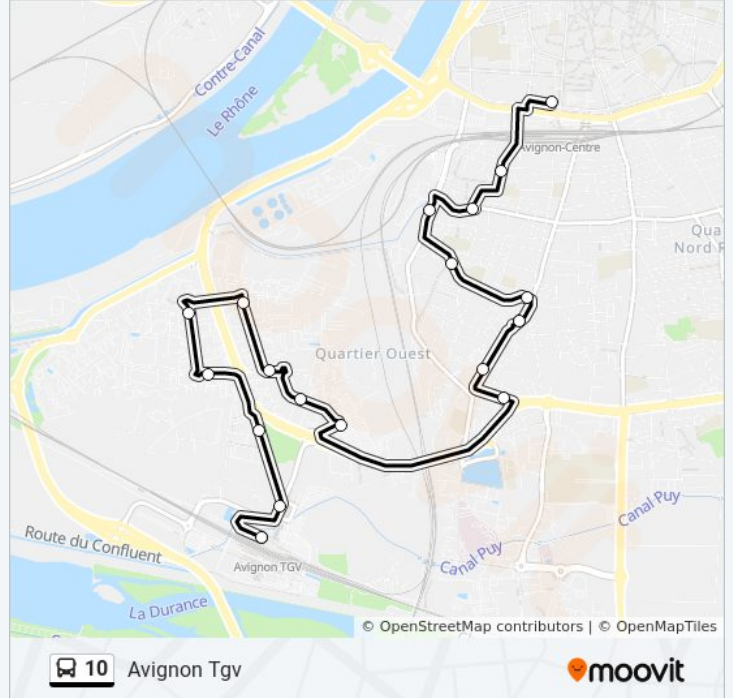 Contre-Canal
Le Rhône
Avignon-Centre
Qua
Nord R
Quartier Ouest
Route du Confluent
Avignon TGV
Canal Puy
Canal Puy
La Durance
© OpenStreetMap contributors | © OpenMapTiles
10 Avignon Tgv
moovit